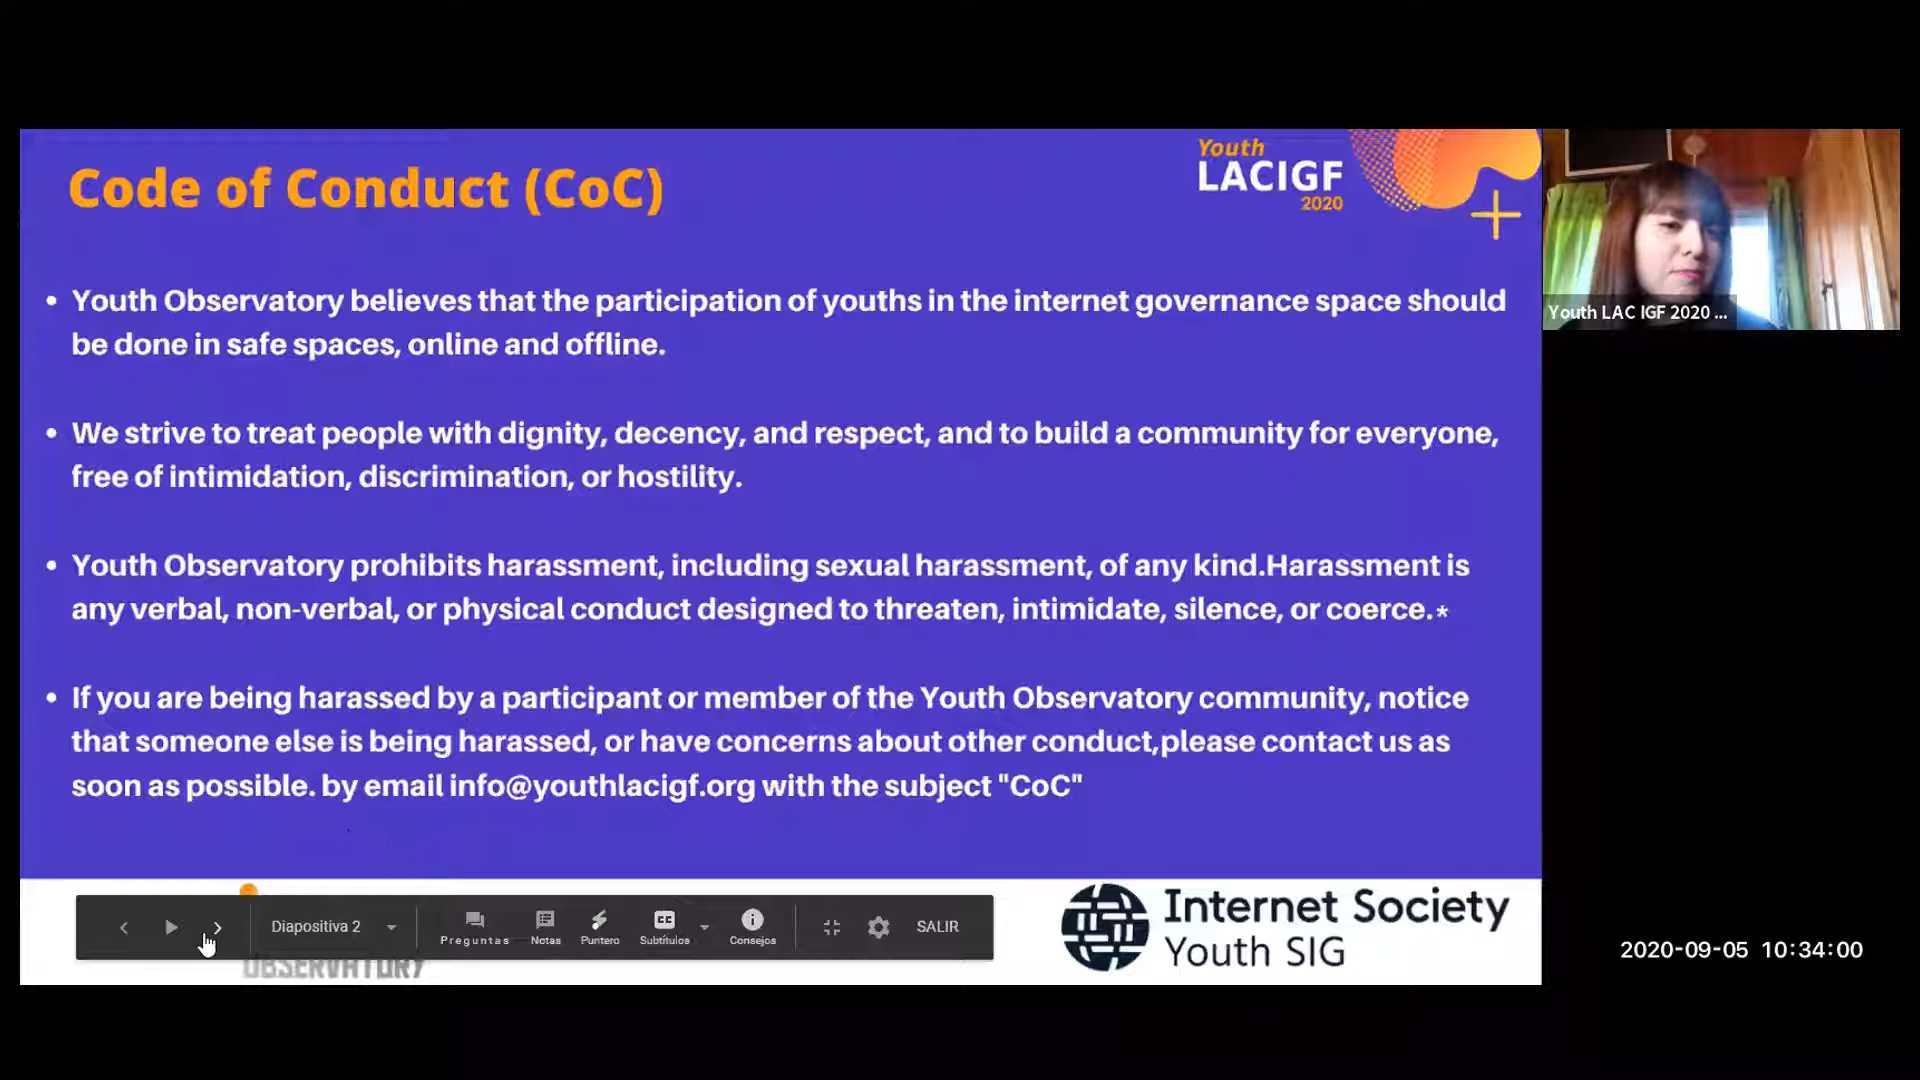 Code of Conduct (CoC)
Youth
LACIGF
2020
• Youth Observatory believes that the participation of youths in the internet governance space should
be done in safe spaces, online and offline.
• We strive to treat people with dignity, decency, and respect, and to build a community for everyone,
free of intimidation, discrimination, or hostility.
• Youth Observatory prohibits harassment, including sexual harassment, of any kind.Harassment is
any verbal, non-verbal, or physical conduct designed to threaten, intimidate, silence, or coerce.*
• If you are being harassed by a participant or member of the Youth Observatory community, notice
that someone else is being harassed, or have concerns about other conduct,please contact us as
soon as possible. by email info@youthlacigf.org with the subject "CoC"
Youth LAC IGF 2020 ...
Diapositiva 2
Preguntas
Notas
Puntero
Subtítulos
Consejos
SALIR
OBSERVATORY
Internet Society
Youth SIG
2020-09-05 10:34:00